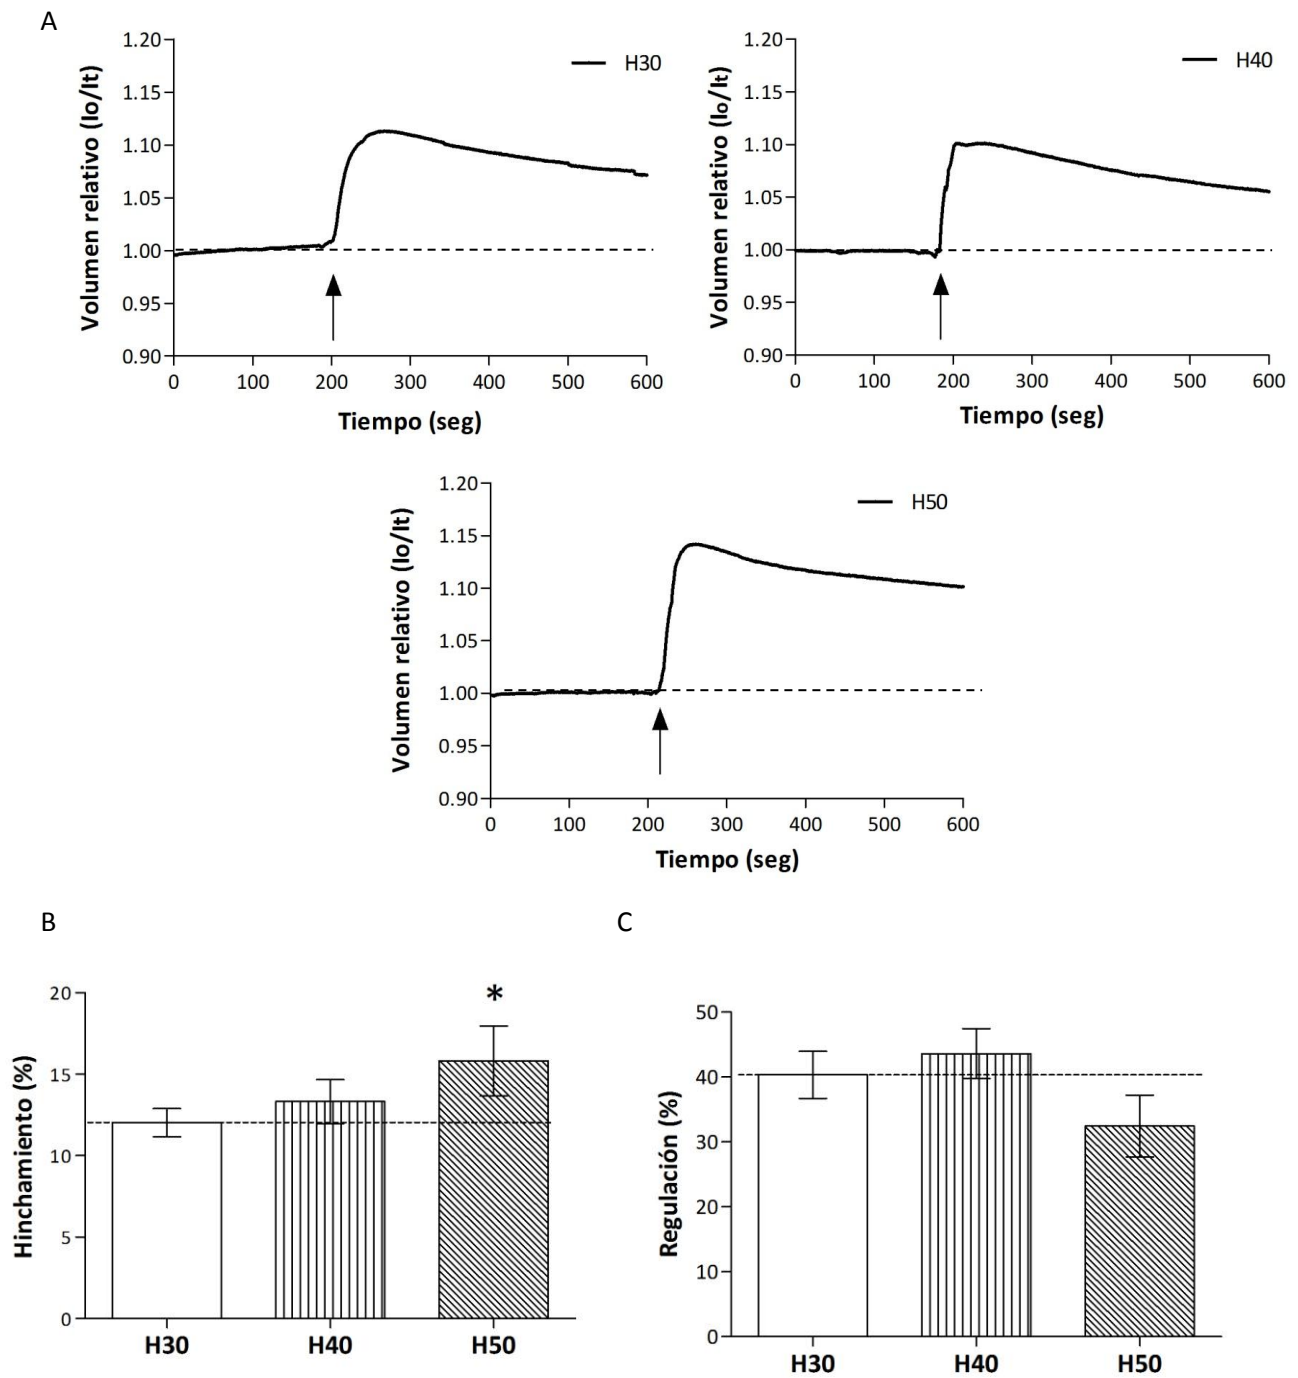 A
Volumen relativo (Io/It)
1.20
1.15
1.10
1.05
1.00
0.95
0.90
H30
0 100 200 300 400 500 600
Tiempo (seg)
Volumen relativo (Io/It)
1.20
1.15
1.10
1.05
1.00
0.95
0.90
H40
0 100 200 300 400 500 600
Tiempo (seg)
Volumen relativo (Io/It)
1.20
1.15
1.10
1.05
1.00
0.95
0.90
H50
0 100 200 300 400 500 600
Tiempo (seg)
B
Hinchamiento (%)
20
15
10
5
0
*
H30 H40 H50
C
Regulación (%)
50
40
30
20
10
0
H30 H40 H50